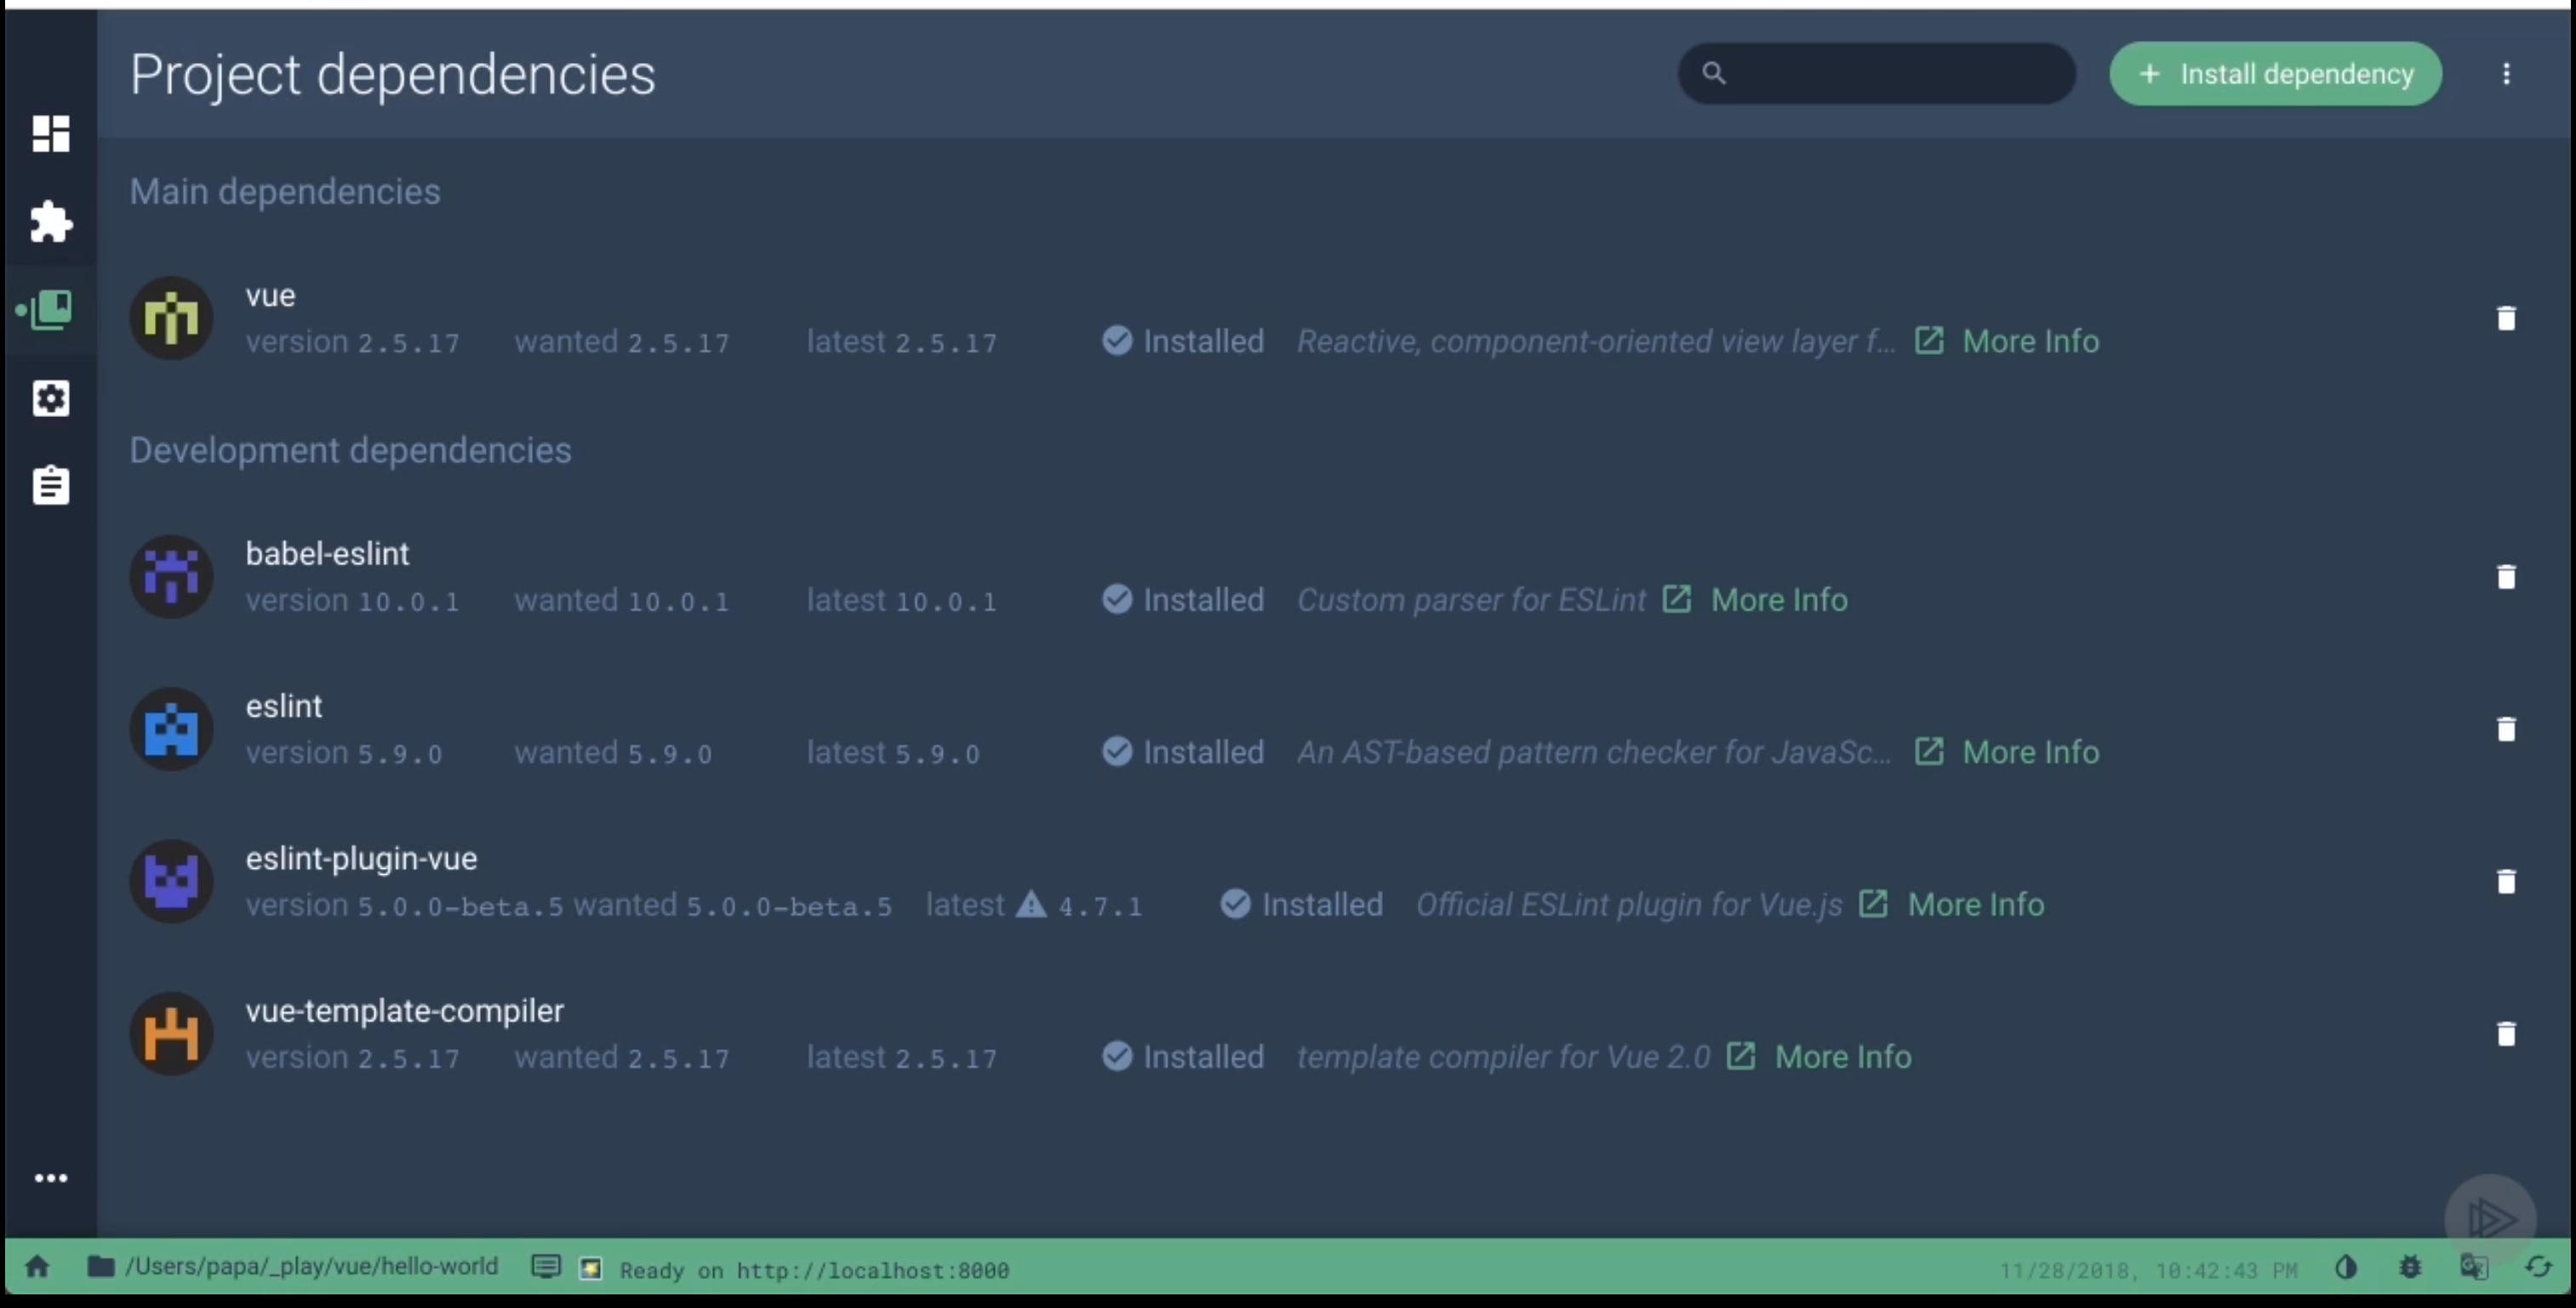 Project dependencies
Install dependency
Main dependencies
vue
version 2.5.17 wanted 2.5.17 latest 2.5.17 Installed Reactive, component-oriented view layer f... More Info
Development dependencies
babel-eslint
version 10.0.1 wanted 10.0.1 latest 10.0.1 Installed Custom parser for ESLint More Info
eslint
version 5.9.0 wanted 5.9.0 latest 5.9.0 Installed An AST-based pattern checker for JavaSc... More Info
eslint-plugin-vue
version 5.0.0-beta.5 wanted 5.0.0-beta.5 latest 4.7.1 Installed Official ESLint plugin for Vue.js More Info
vue-template-compiler
version 2.5.17 wanted 2.5.17 latest 2.5.17 Installed template compiler for Vue 2.0 More Info
/Users/papa/_play/vue/hello-world Ready on http://localhost:8000 11/28/2018, 10:42:43 PM